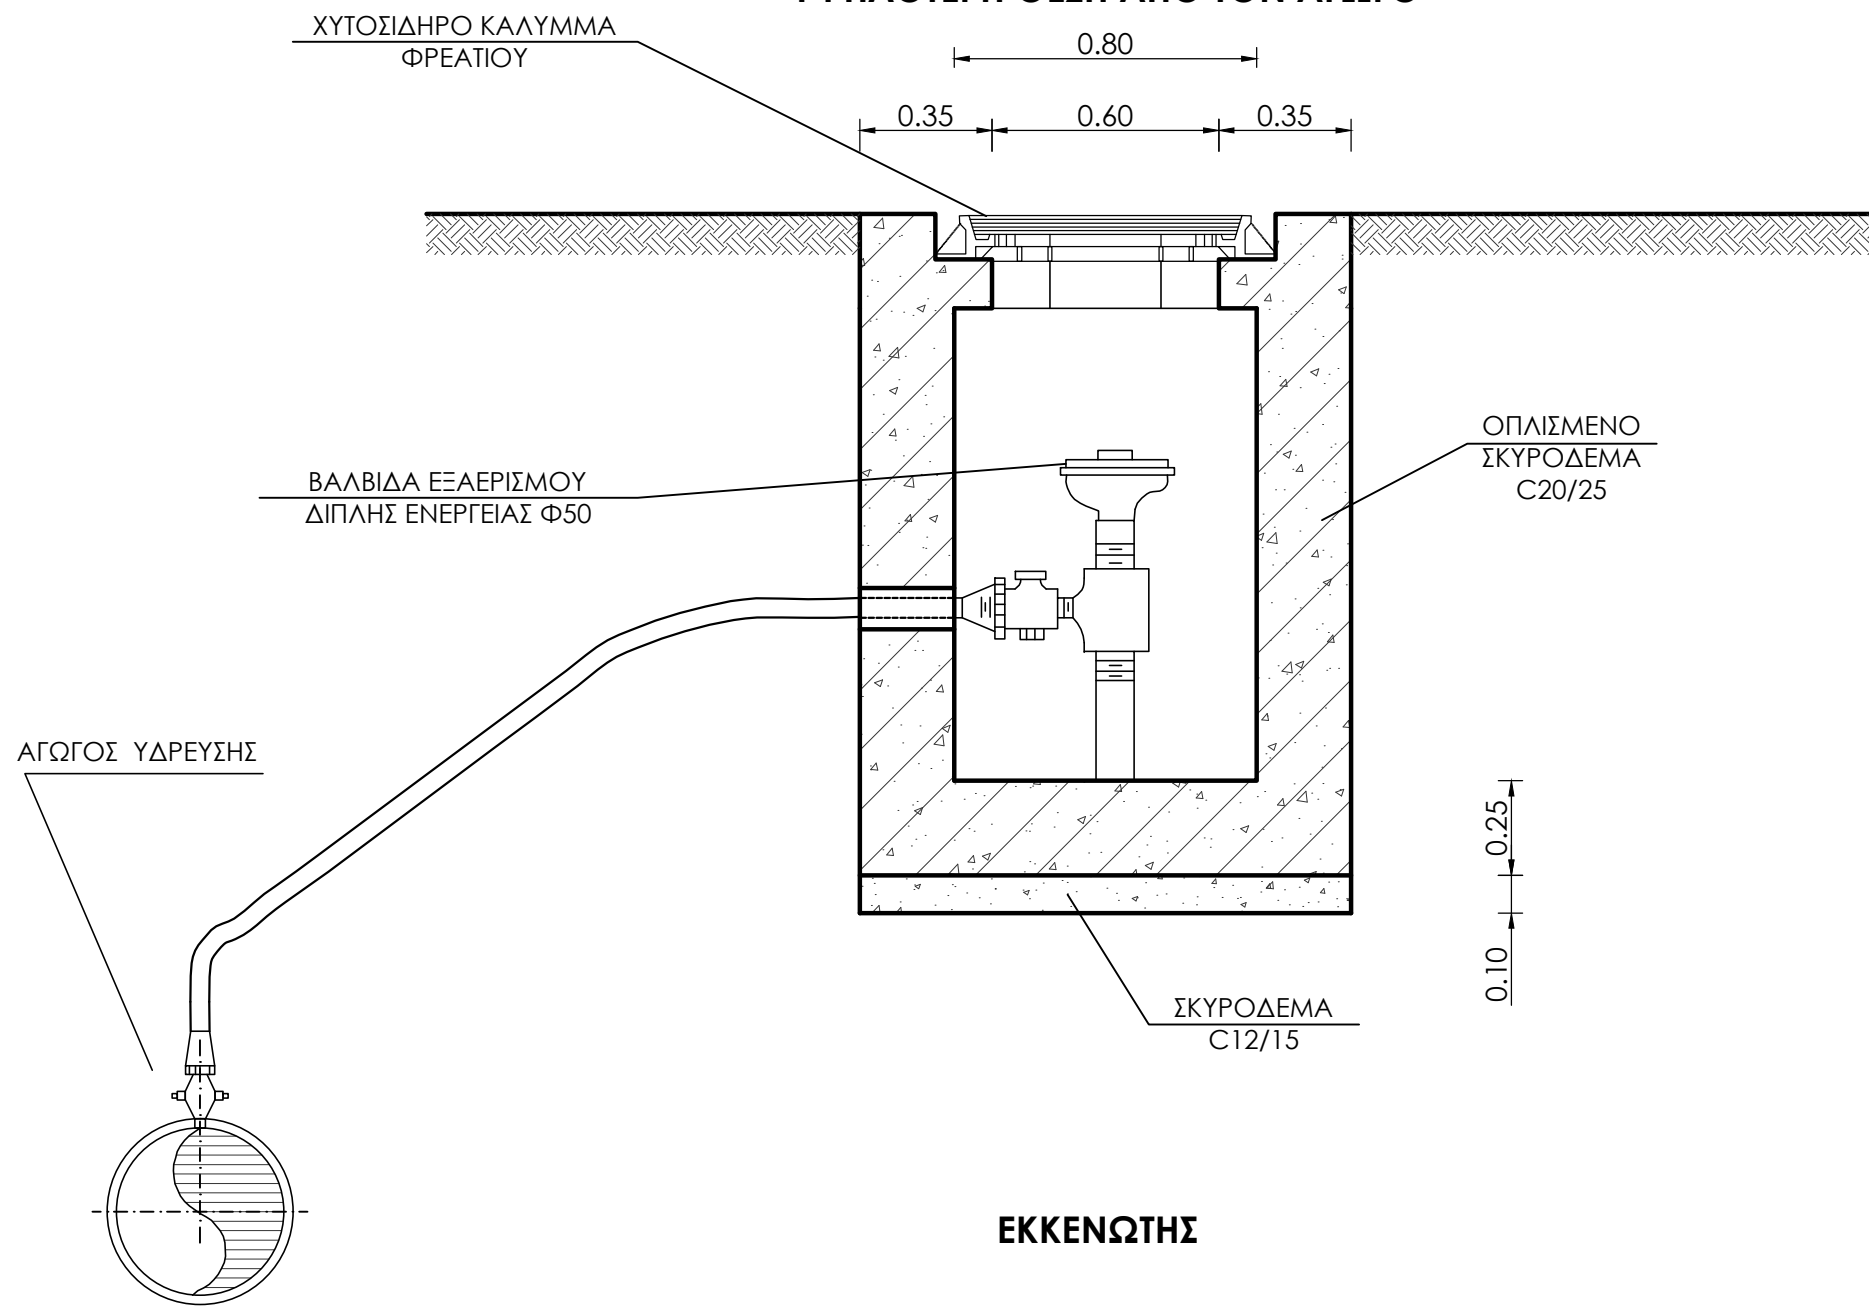 ΧΥΤΟΣΙΔΗΡΟ ΚΑΛΥΜΜΑ
ΦΡΕΑΤΙΟΥ
0.80
0.35
0.60
0.35
ΒΑΛΒΙΔΑ ΕΞΑΕΡΙΣΜΟΥ
ΔΙΠΛΗΣ ΕΝΕΡΓΕΙΑΣ Φ50
ΟΠΛΙΣΜΕΝΟ
ΣΚΥΡΟΔΕΜΑ
C20/25
ΑΓΩΓΟΣ ΥΔΡΕΥΣΗΣ
0.25
0.10
ΣΚΥΡΟΔΕΜΑ
C12/15
ΕΚΚΕΝΩΤΗΣ